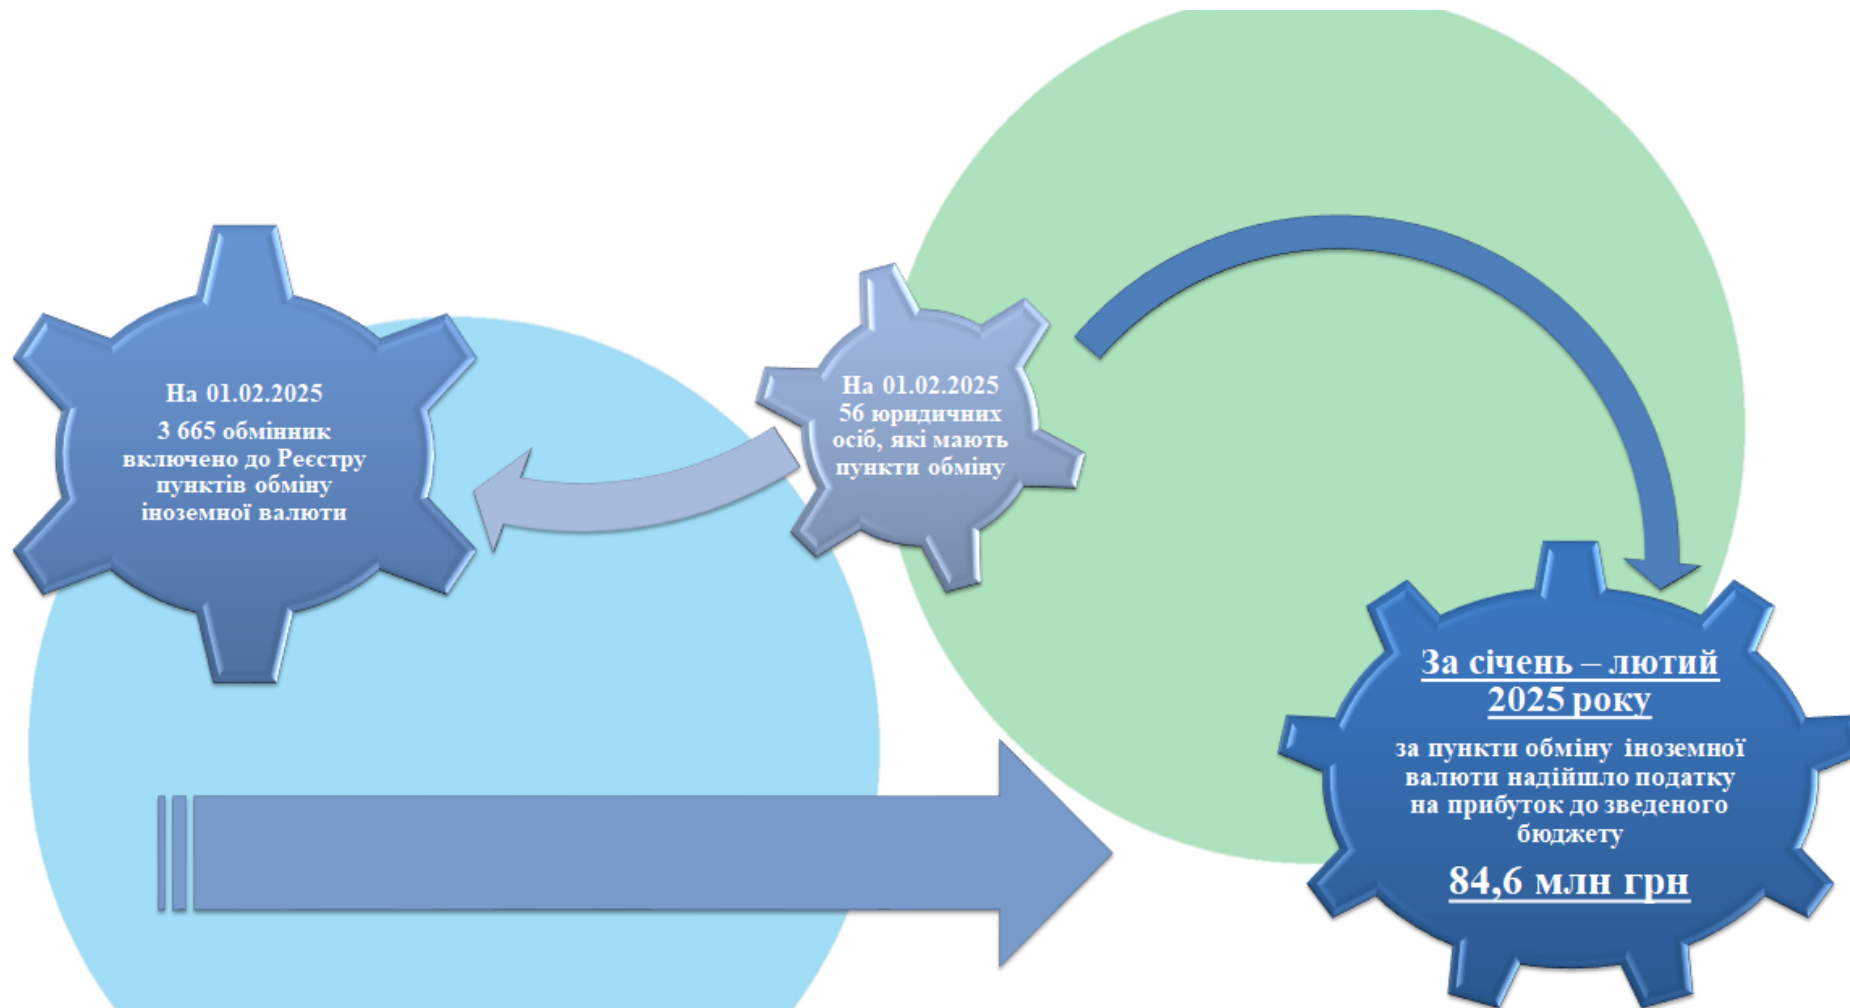 На 01.02.2025
3 665 обмінник
включено до Реєстру
пунктів обміну
іноземної валюти
На 01.02.2025
56 юридичних
осіб, які мають
пункти обміну
За січень – лютий
2025 року
за пункти обміну іноземної
валюти надійшло податку
на прибуток до зведеного
бюджету
84,6 млн грн